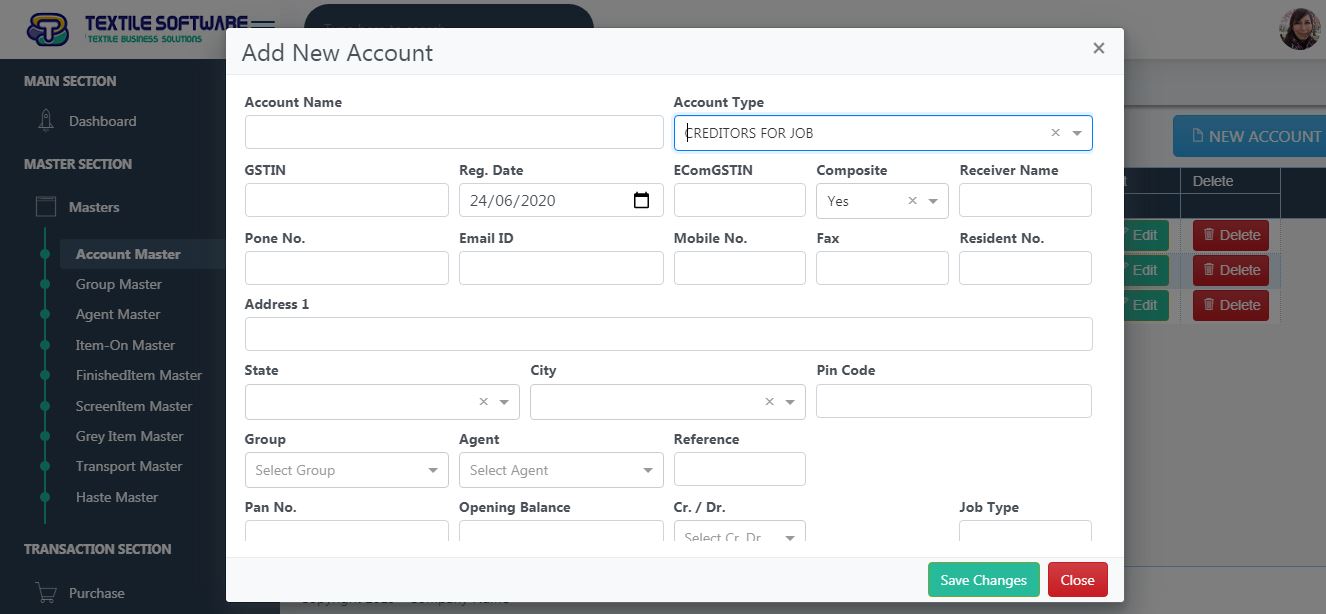 TEXTILE SOFTWARE
TEXTILE BUSINESS SOLUTIONS
Type here to search
MAIN SECTION
Dashboard
MASTER SECTION
Masters
Account Master
Group Master
Agent Master
Item-On Master
FinishedItem Master
ScreenItem Master
Grey Item Master
Transport Master
Haste Master
TRANSACTION SECTION
Purchase
Add New Account
×
Account Name
Account Type
CREDITORS FOR JOB
GSTIN
Reg. Date
EComGSTIN
Composite
Receiver Name
24/06/2020
Yes
Pone No.
Email ID
Mobile No.
Fax
Resident No.
Address 1
State
City
Pin Code
Group
Agent
Reference
Select Group
Select Agent
Pan No.
Opening Balance
Cr. / Dr.
Job Type
Select Cr. Dr
Save Changes
Close
NEW ACCOUNT
Delete
Edit
Delete
Edit
Delete
Edit
Delete